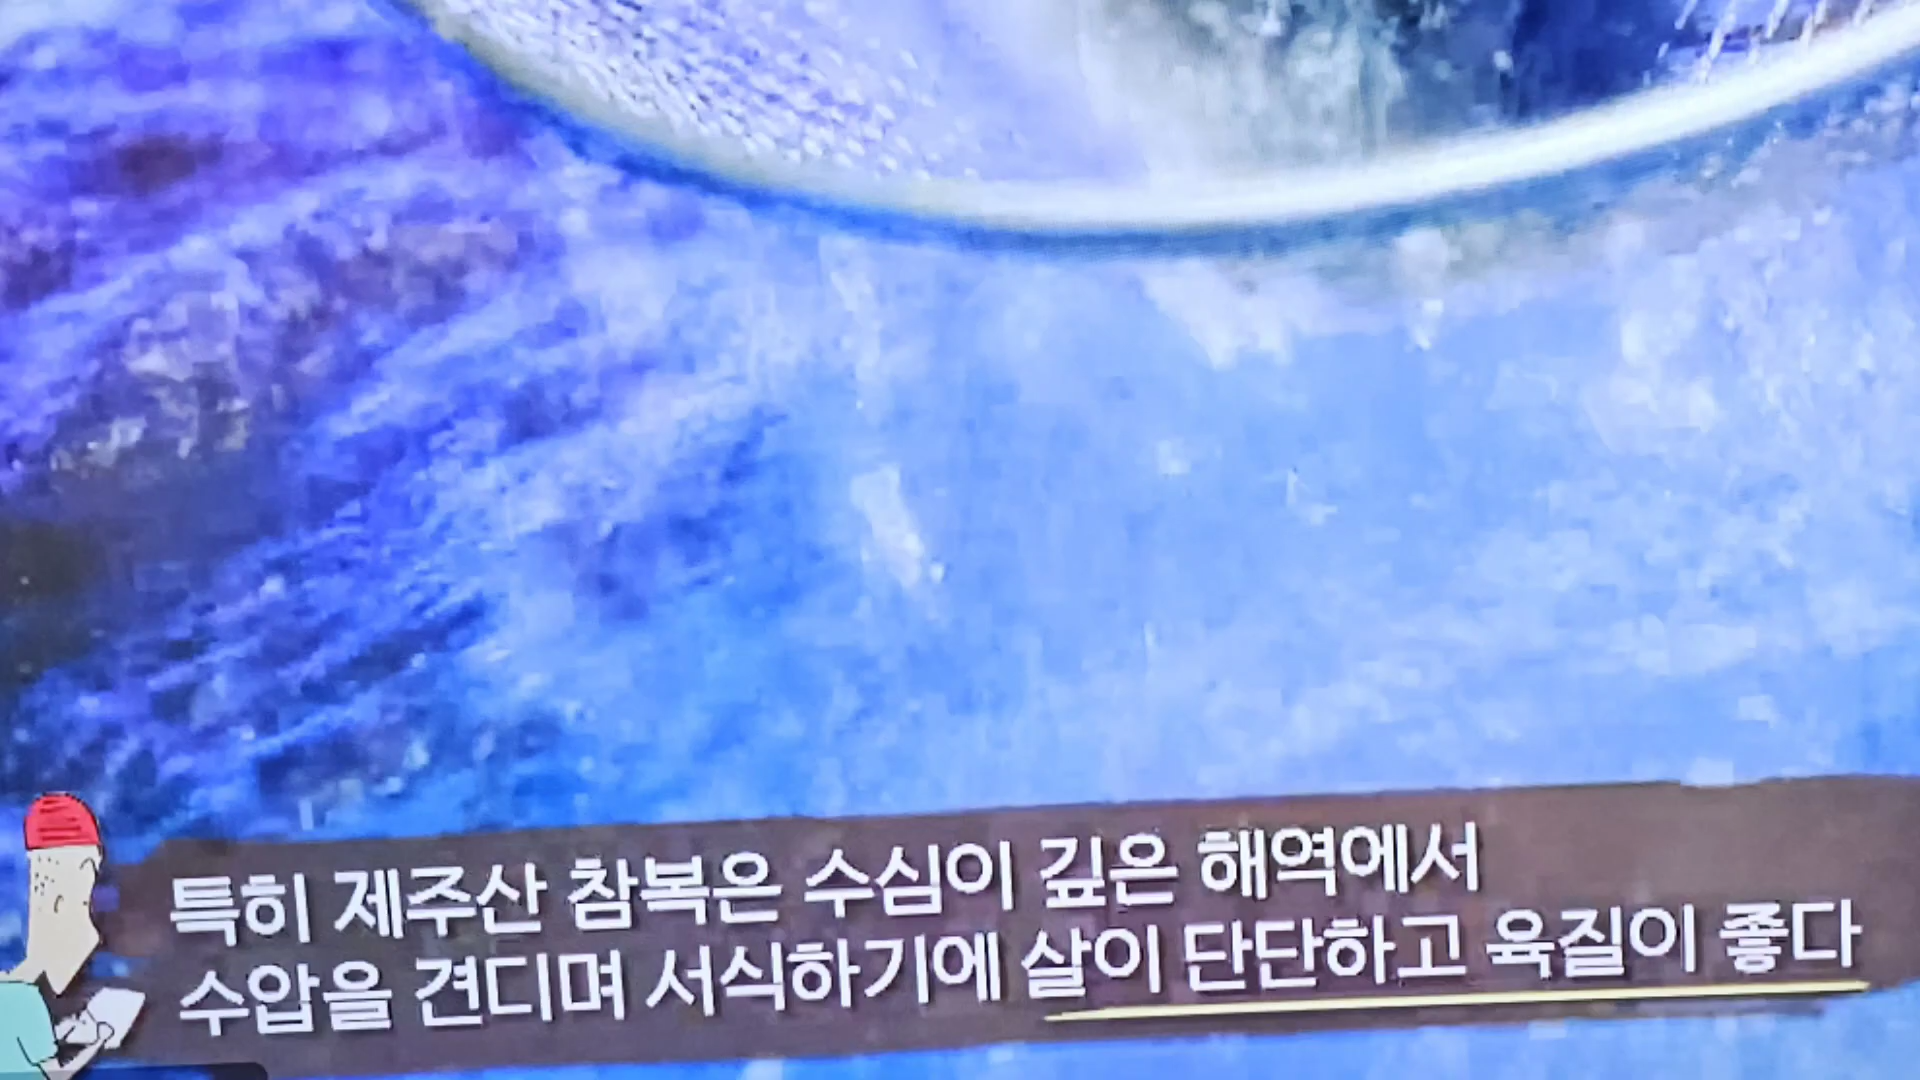 특히 제주산 참복은 수심이 깊은 해역에서
수압을 견디며 서식하기에 살이 단단하고 육질이 좋다